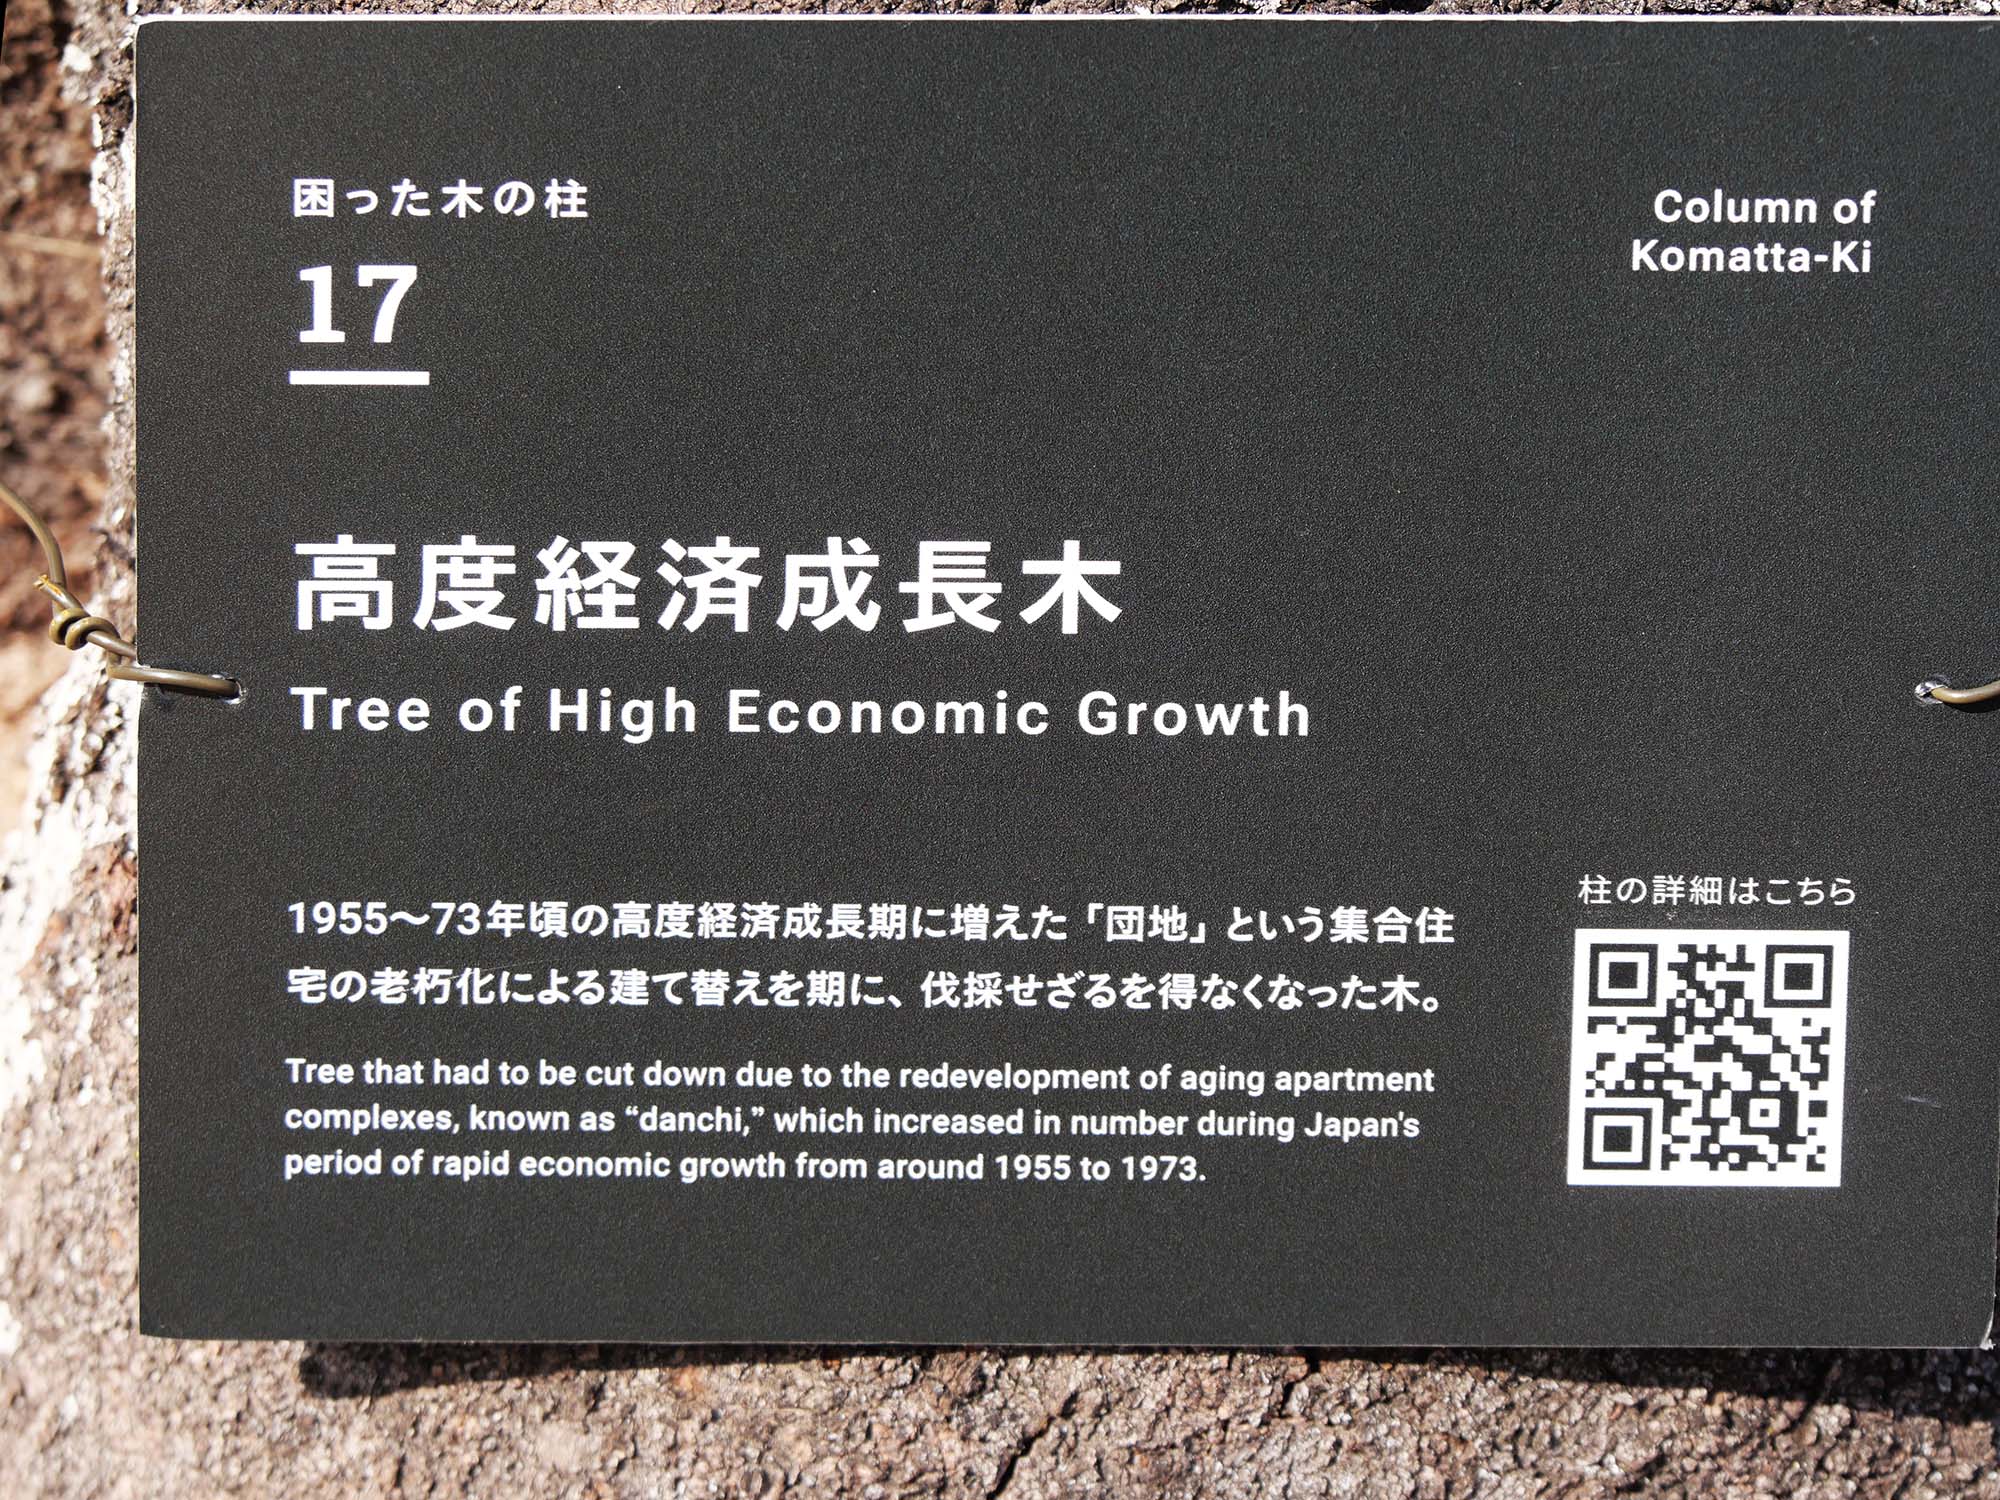 困った木の柱
17
Column of
Komatta-Ki
高度経済成長木
Tree of High Economic Growth
1955〜73年頃の高度経済成長期に増えた「団地」という集合住
宅の老朽化による建て替えを期に、伐採せざるを得なくなった木。
Tree that had to be cut down due to the redevelopment of aging apartment
complexes, known as “danchi,” which increased in number during Japan's
period of rapid economic growth from around 1955 to 1973.
柱の詳細はこちら